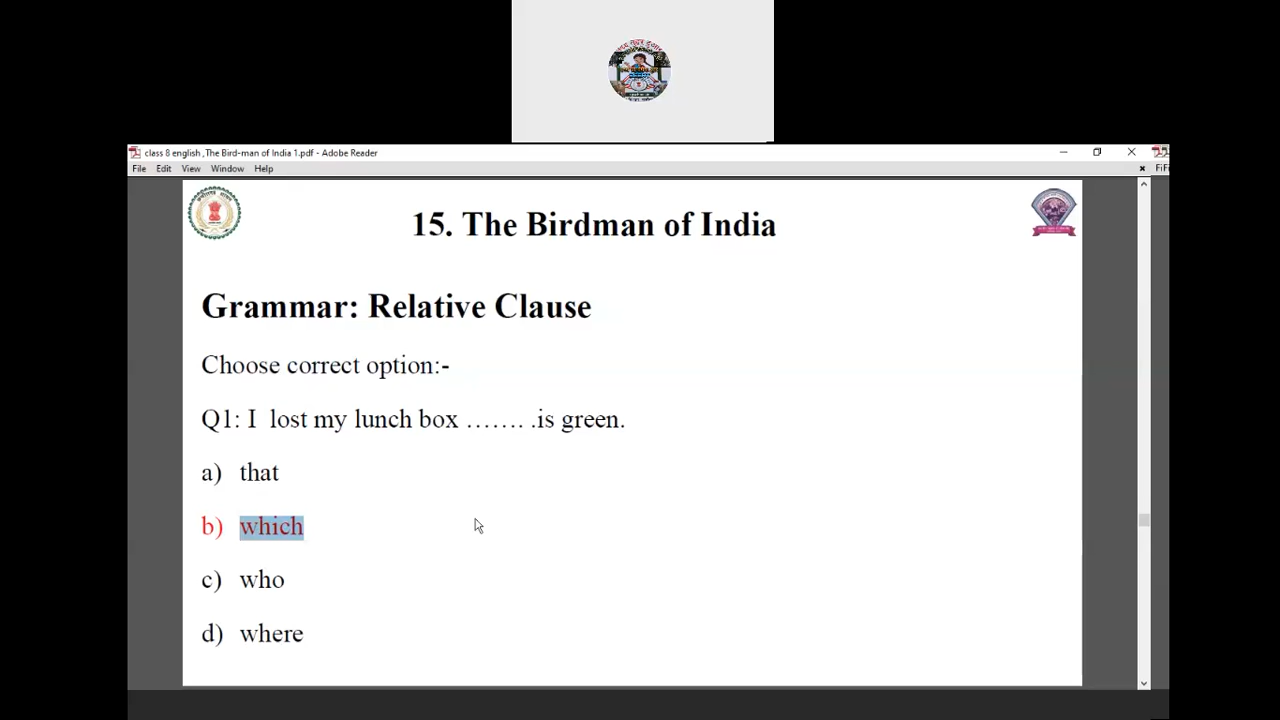 class 8 english ,The Bird-man of India 1.pdf - Adobe Reader
File Edit View Window Help
FiFi
15. The Birdman of India
Grammar: Relative Clause
Choose correct option:-
Q1: I lost my lunch box ……. .is green.
a) that
b) which
c) who
d) where